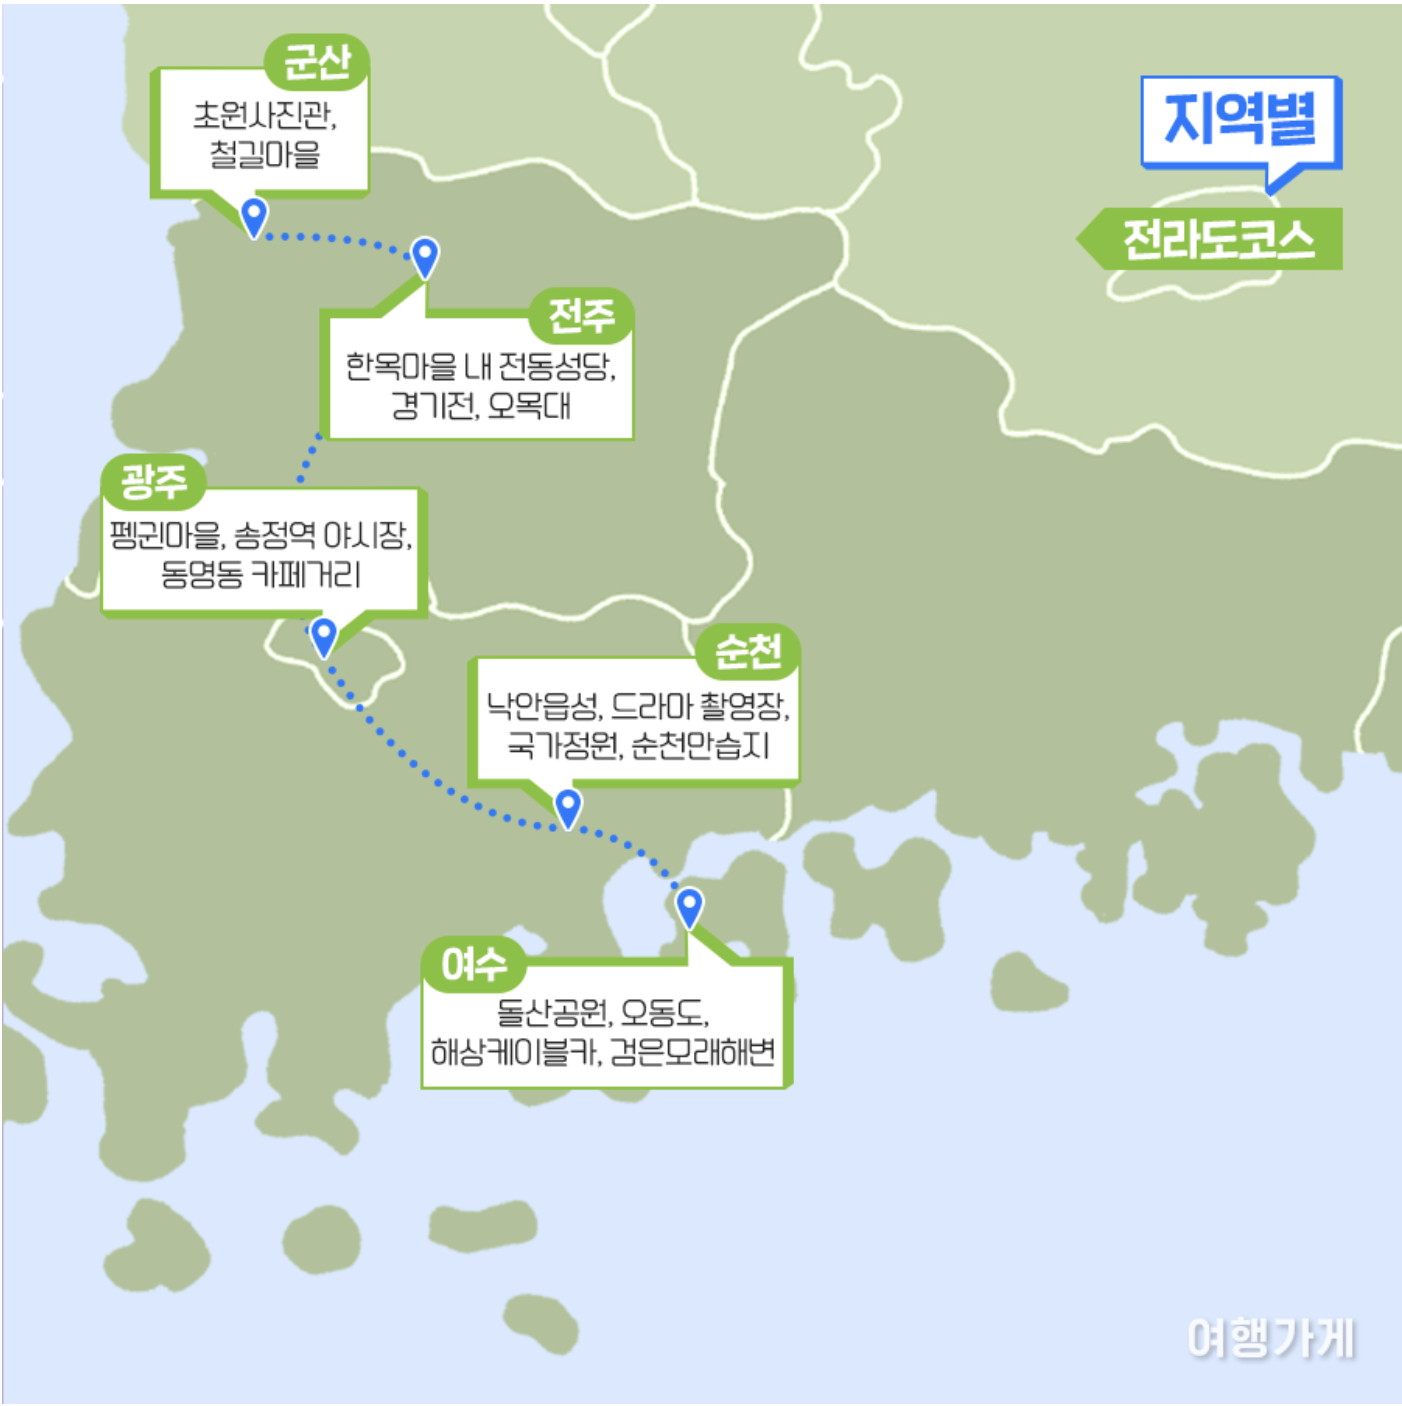 지역별
전라도코스
군산
초원사진관,
철길마을
전주
한옥마을 내 전동성당,
경기전, 오목대
광주
펭귄마을, 송정역 야시장,
동명동 카페거리
순천
낙안읍성, 드라마 촬영장,
국가정원, 순천만습지
여수
돌산공원, 오동도,
해상케이블카, 검은모래해변
여행가게